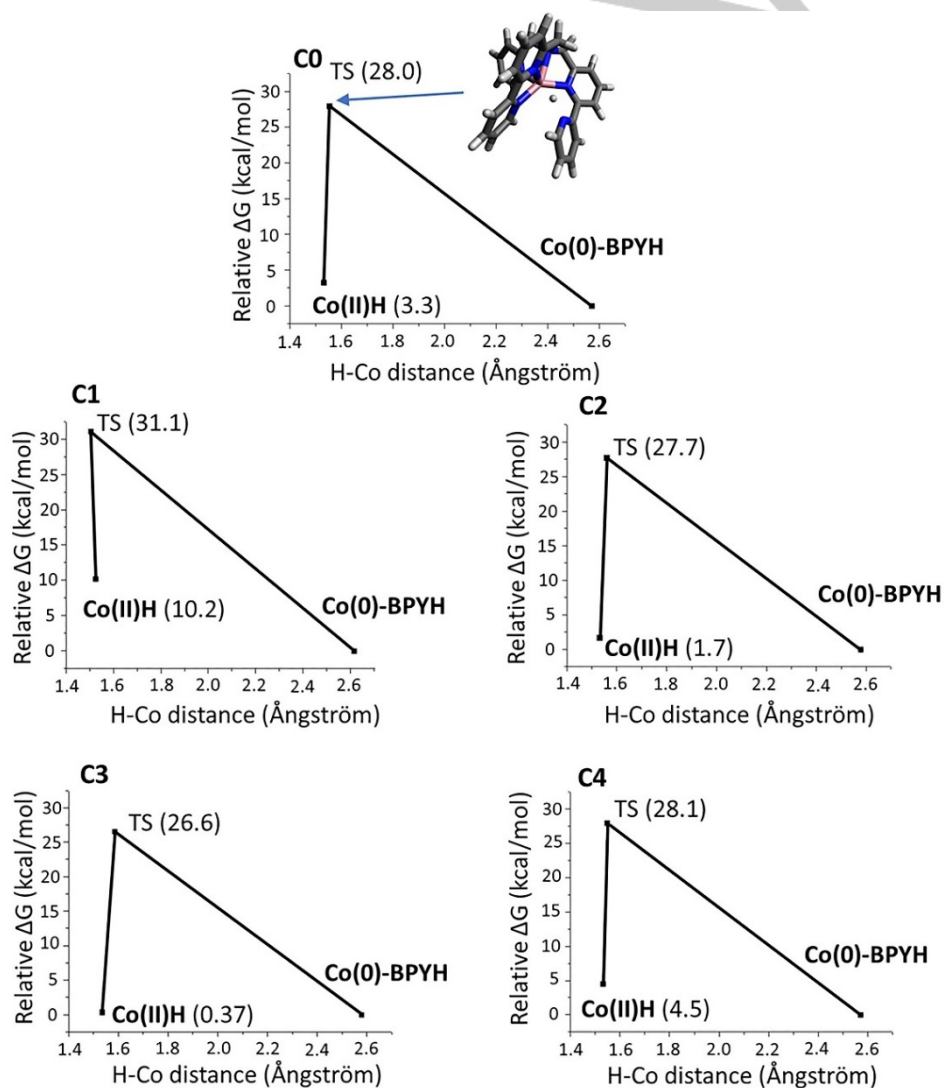 C0
TS (28.0)
Relative ΔG (kcal/mol)
30
25
20
15
10
5
0
Co(0)-BPYH
Co(II)H (3.3)
1.4 1.6 1.8 2.0 2.2 2.4 2.6
H-Co distance (Ångström)
C1
TS (31.1)
Relative ΔG (kcal/mol)
30
25
20
15
10
5
0
Co(II)H (10.2)
Co(0)-BPYH
1.4 1.6 1.8 2.0 2.2 2.4 2.6
H-Co distance (Ångström)
C2
TS (27.7)
Relative ΔG (kcal/mol)
30
25
20
15
10
5
0
Co(0)-BPYH
Co(II)H (1.7)
1.4 1.6 1.8 2.0 2.2 2.4 2.6
H-Co distance (Ångström)
C3
TS (26.6)
Relative ΔG (kcal/mol)
30
25
20
15
10
5
0
Co(0)-BPYH
Co(II)H (0.37)
1.4 1.6 1.8 2.0 2.2 2.4 2.6
H-Co distance (Ångström)
C4
TS (28.1)
Relative ΔG (kcal/mol)
30
25
20
15
10
5
0
Co(0)-BPYH
Co(II)H (4.5)
1.4 1.6 1.8 2.0 2.2 2.4 2.6
H-Co distance (Ångström)